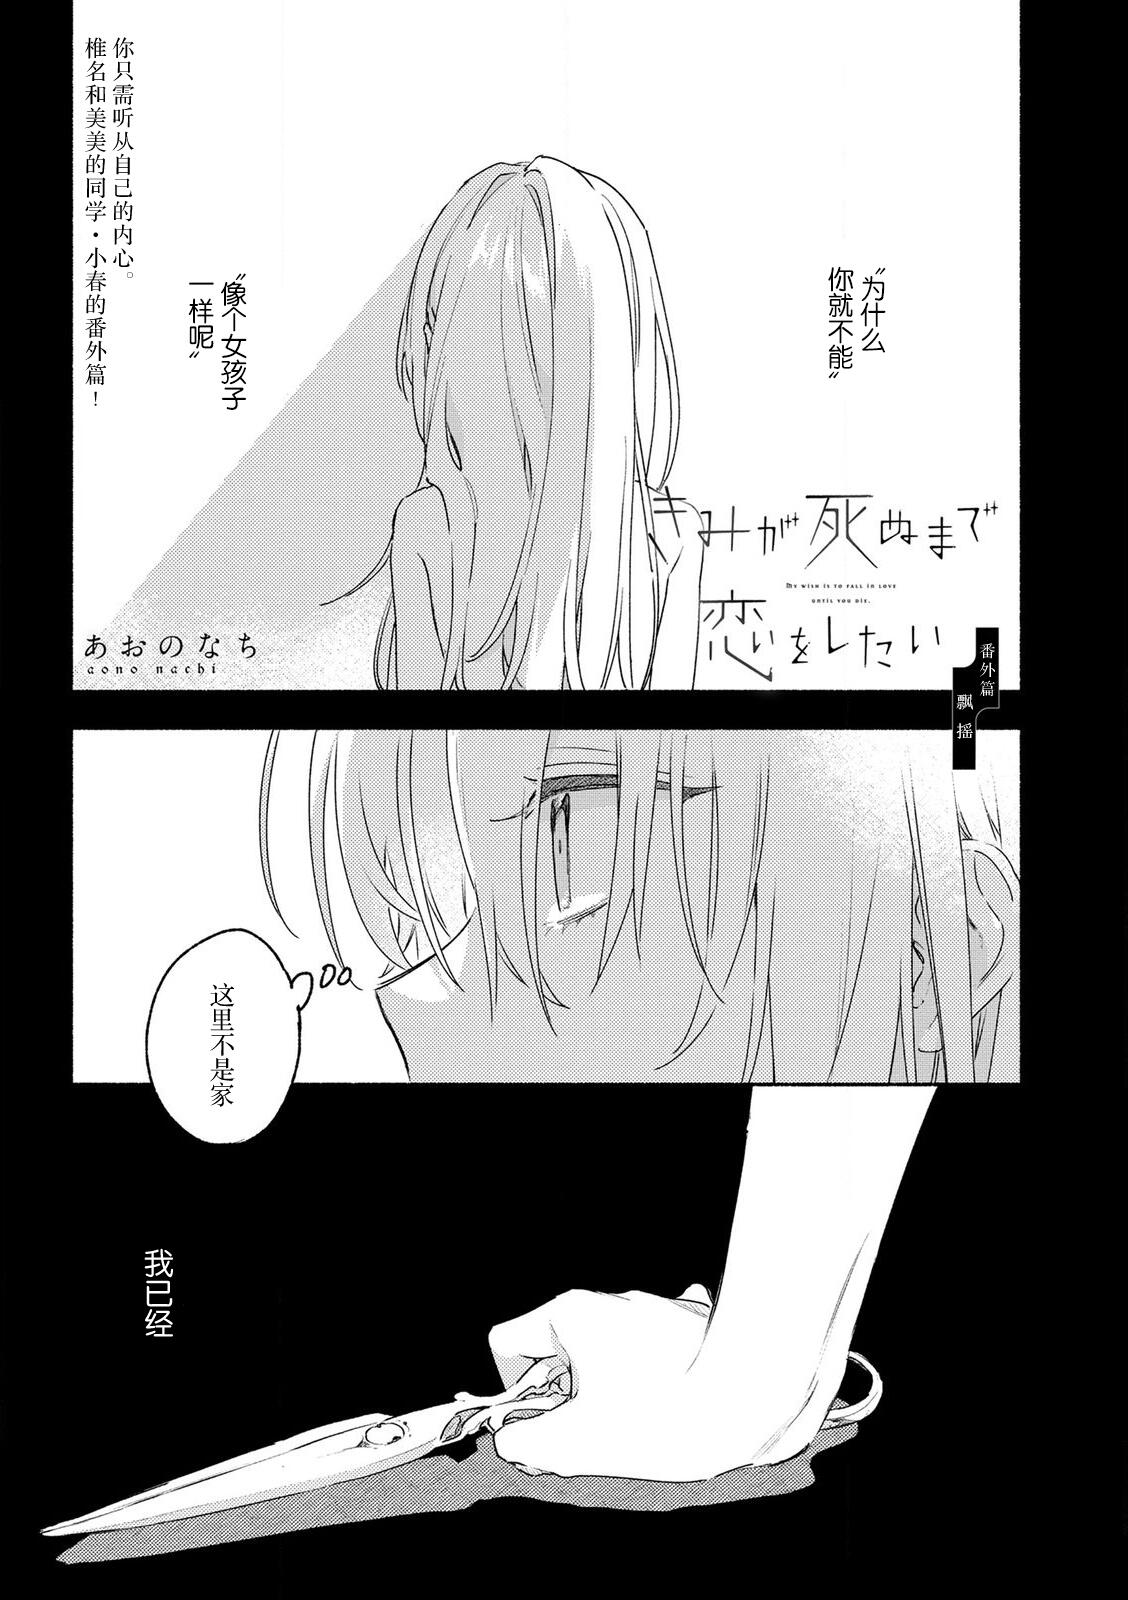 “为什么
你就不能”
“像个女孩子
一样呢”
你只需听从自己的内心。
椎名和美美的同学・小春的番外篇！
きみが死ぬまで
恋をしたい
MY WISH IS TO FALL IN LOVE
UNTIL YOU DIE.
番外篇
飘摇
あおのなち
aono nachi
这里不是家
我已经